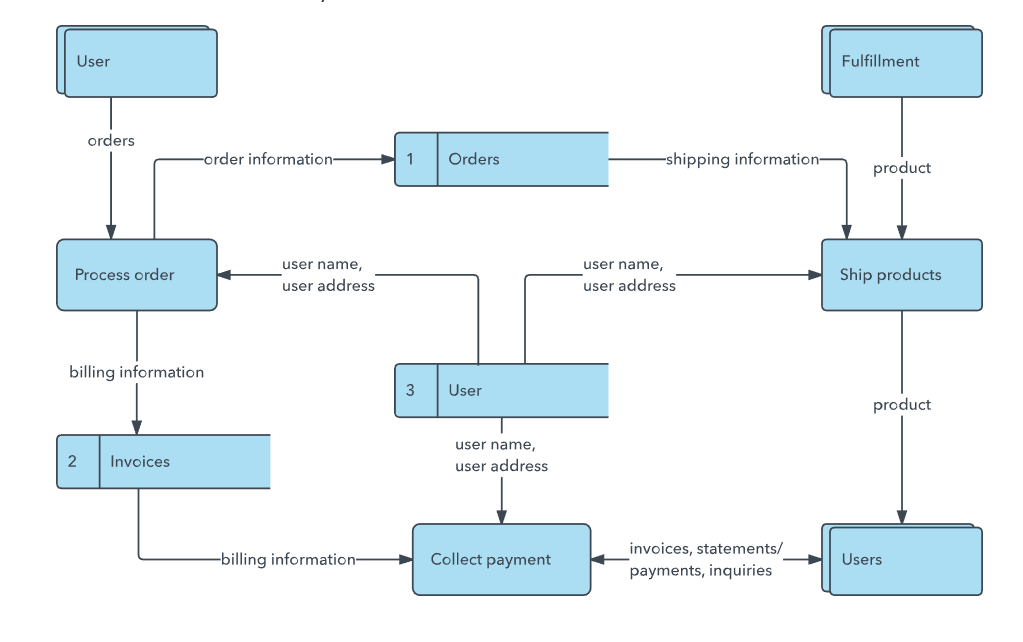 User
Fulfillment
orders
order information
1
Orders
shipping information
product
Process order
user name,
user address
user name,
user address
Ship products
billing information
3
User
product
2
Invoices
user name,
user address
billing information
Collect payment
invoices, statements/
payments, inquiries
Users